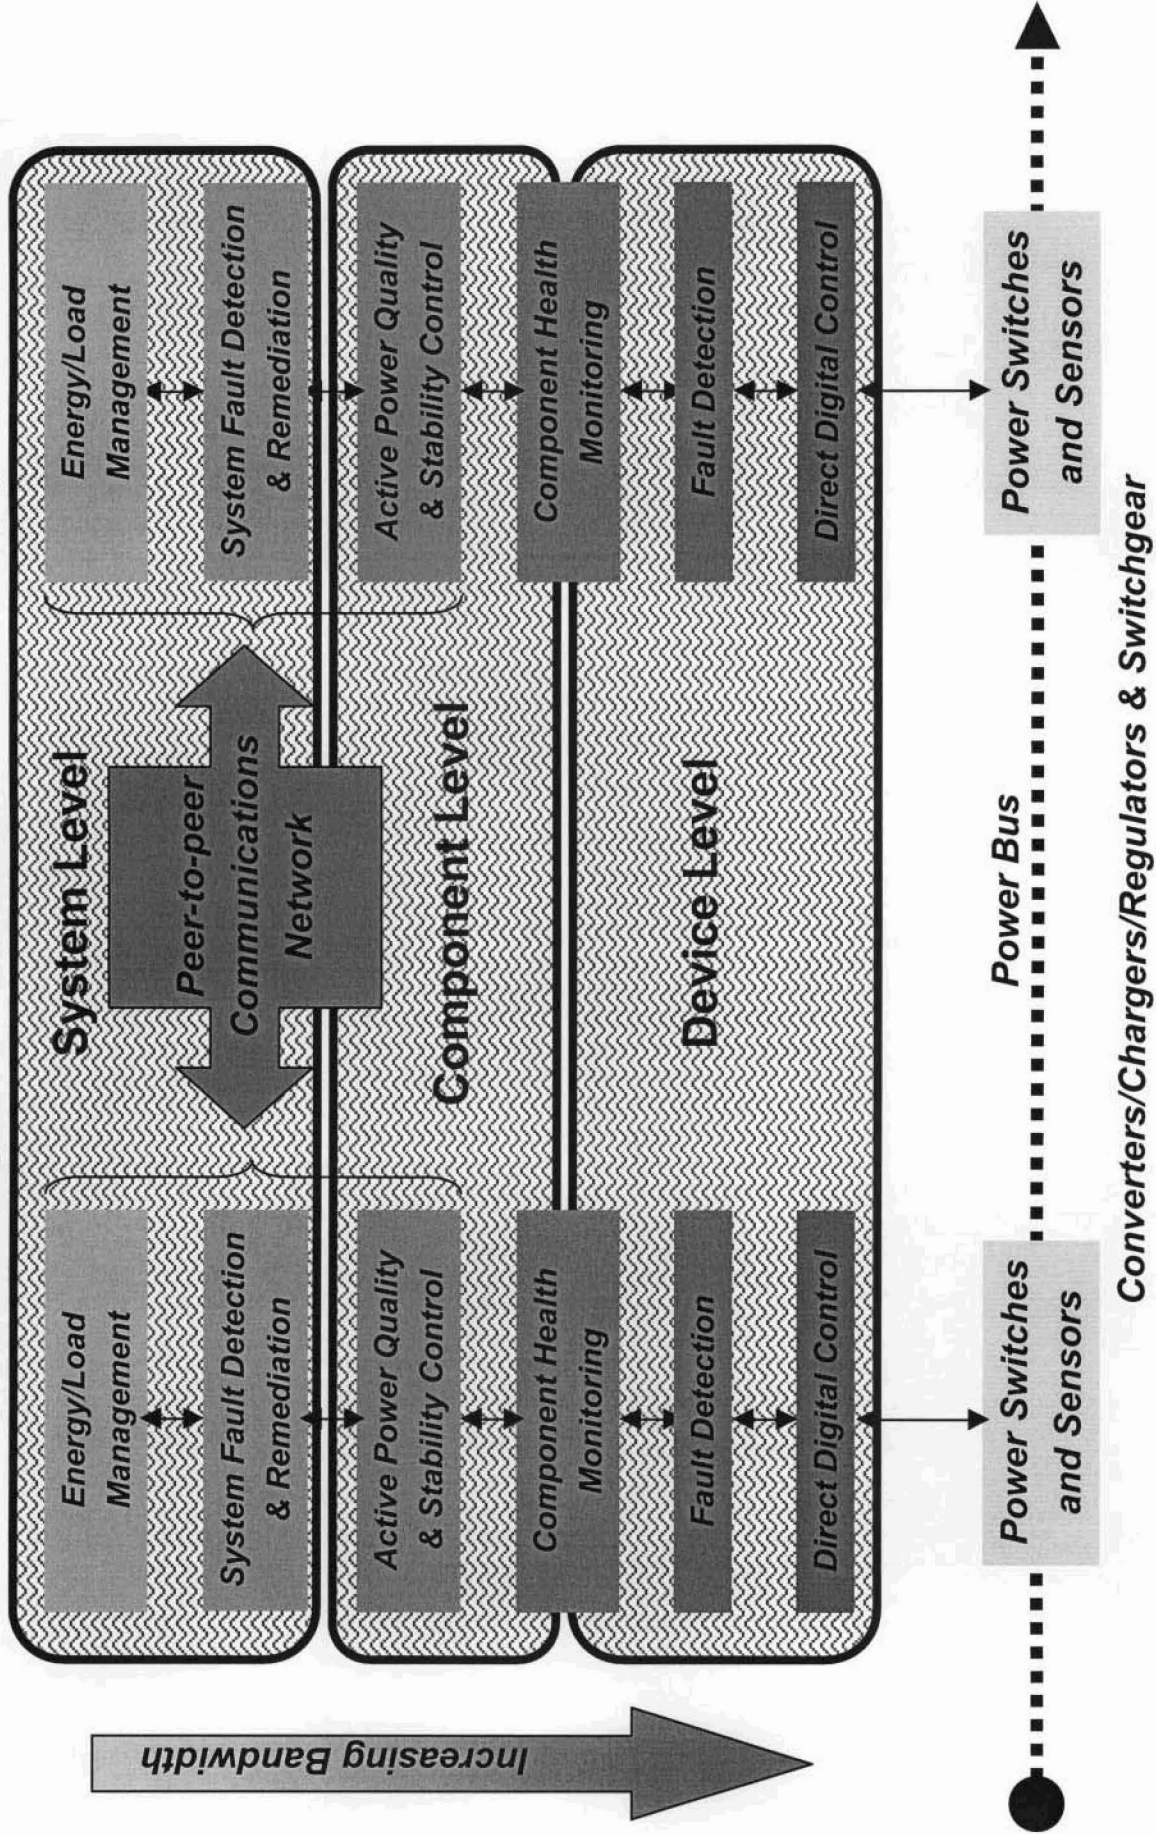 Increasing Bandwidth
System Level
Energy/Load
Management
System Fault Detection
& Remediation
Energy/Load
Management
System Fault Detection
& Remediation
Peer-to-peer
Communications
Network
Component Level
Active Power Quality
& Stability Control
Active Power Quality
& Stability Control
Component Health
Monitoring
Component Health
Monitoring
Device Level
Fault Detection
Fault Detection
Direct Digital Control
Direct Digital Control
Power Switches
and Sensors
Power Bus
Power Switches
and Sensors
Converters/Chargers/Regulators & Switchgear